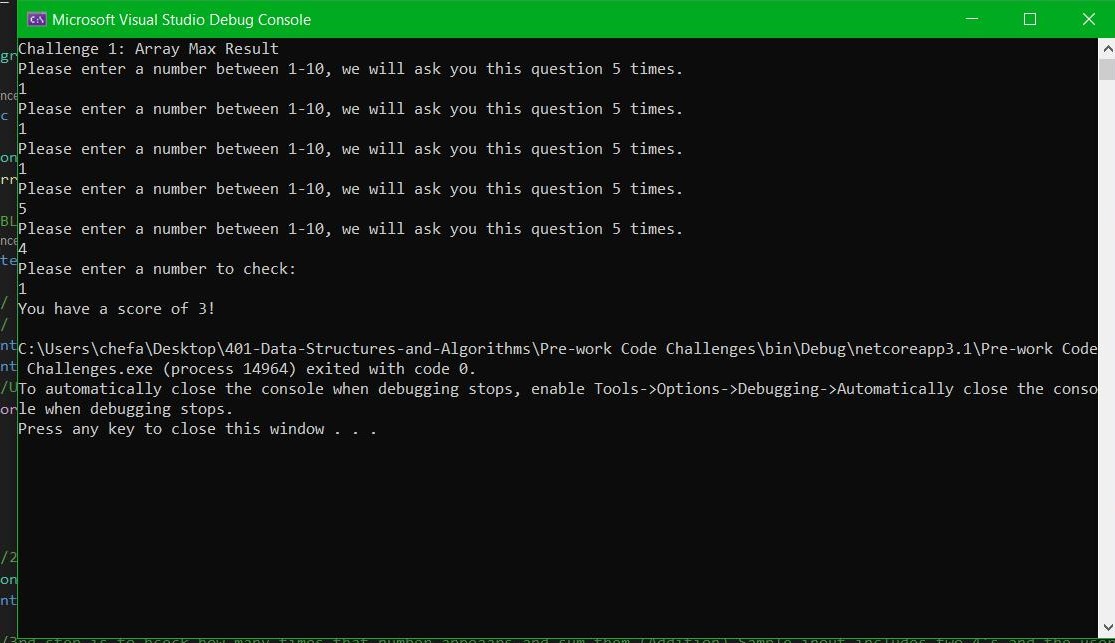 Microsoft Visual Studio Debug Console
Challenge 1: Array Max Result
Please enter a number between 1-10, we will ask you this question 5 times.
1
Please enter a number between 1-10, we will ask you this question 5 times.
1
Please enter a number between 1-10, we will ask you this question 5 times.
1
Please enter a number between 1-10, we will ask you this question 5 times.
5
Please enter a number between 1-10, we will ask you this question 5 times.
4
Please enter a number to check:
1
You have a score of 3!
C:\Users\chefa\Desktop\401-Data-Structures-and-Algorithms\Pre-work Code Challenges\bin\Debug\netcoreapp3.1\Pre-work Code
Challenges.exe (process 14964) exited with code 0.
To automatically close the console when debugging stops, enable Tools->Options->Debugging->Automatically close the conso
le when debugging stops.
Press any key to close this window . . .